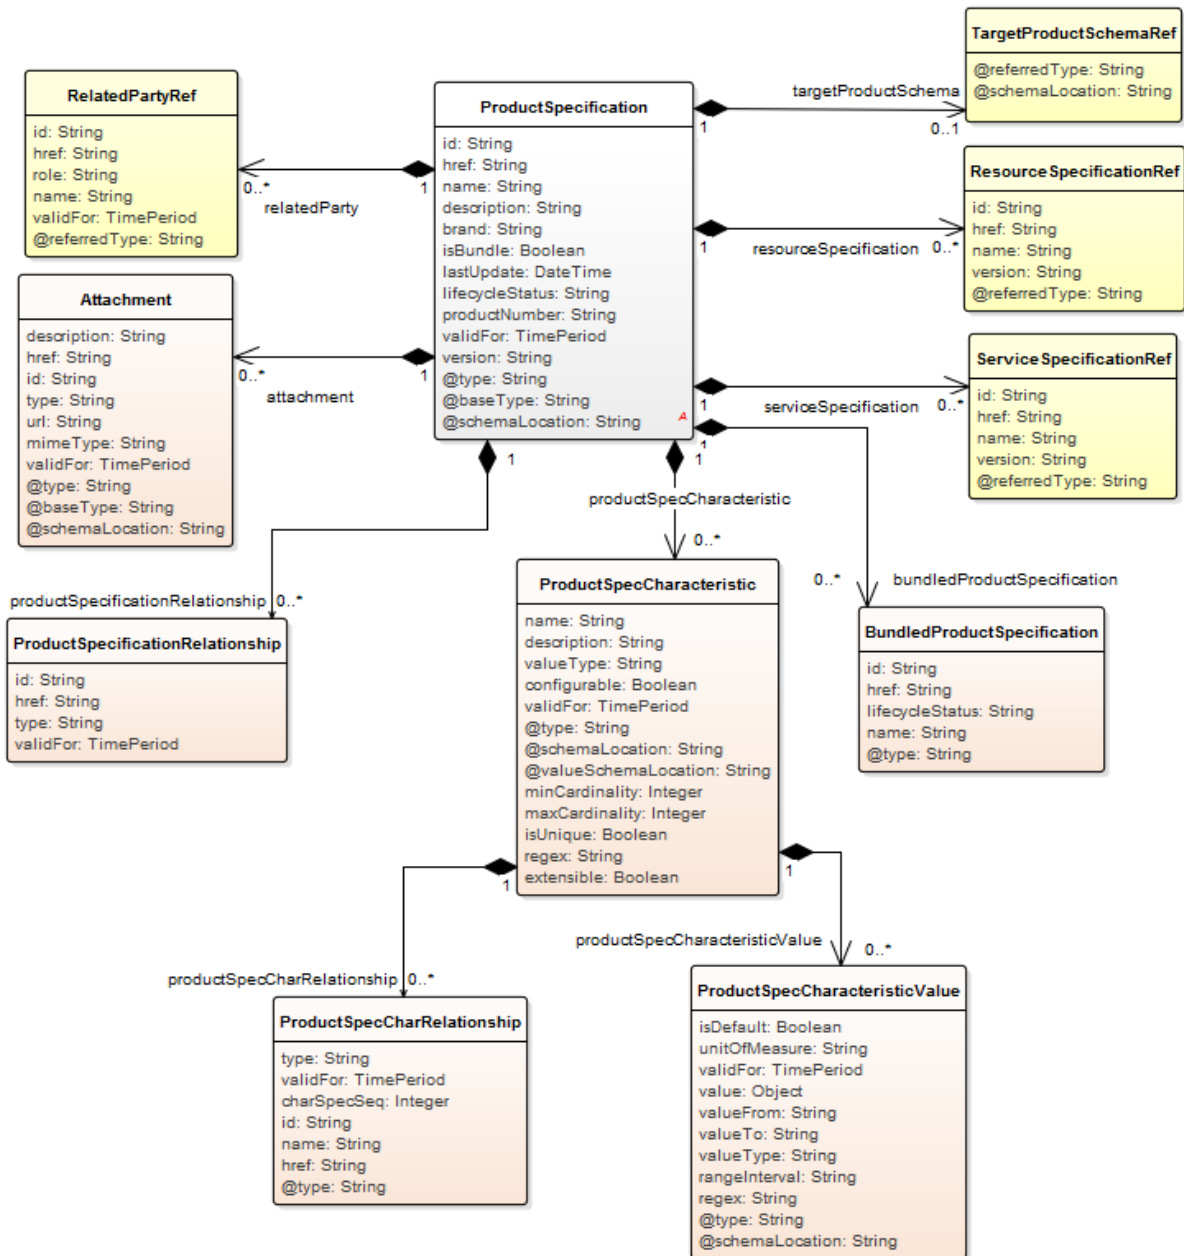 TargetProductSchemaRef
@referredType: String
@schemaLocation: String
targetProductSchema
1
0..1
RelatedPartyRef
id: String
href: String
role: String
name: String
validFor: TimePeriod
@referredType: String
0..*
1
relatedParty
ProductSpecification
id: String
href: String
name: String
description: String
brand: String
isBundle: Boolean
lastUpdate: DateTime
lifecycleStatus: String
productNumber: String
validFor: TimePeriod
version: String
@type: String
@baseType: String
@schemaLocation: String
A
ResourceSpecificationRef
id: String
href: String
name: String
version: String
@referredType: String
1
resourceSpecification
0..*
Attachment
description: String
href: String
id: String
type: String
url: String
mimeType: String
validFor: TimePeriod
@type: String
@baseType: String
@schemaLocation: String
0..*
1
attachment
ServiceSpecificationRef
id: String
href: String
name: String
version: String
@referredType: String
1
serviceSpecification
0..*
1
1
1
productSpecCharacteristic
0..*
0..*
bundledProductSpecification
productSpecificationRelationship
0..*
ProductSpecificationRelationship
id: String
href: String
type: String
validFor: TimePeriod
ProductSpecCharacteristic
name: String
description: String
valueType: String
configurable: Boolean
validFor: TimePeriod
@type: String
@schemaLocation: String
@valueSchemaLocation: String
minCardinality: Integer
maxCardinality: Integer
isUnique: Boolean
regex: String
extensible: Boolean
BundledProductSpecification
id: String
href: String
lifecycleStatus: String
name: String
@type: String
1
1
productSpecCharacteristicValue
0..*
productSpecCharRelationship
0..*
ProductSpecCharRelationship
type: String
validFor: TimePeriod
charSpecSeq: Integer
id: String
name: String
href: String
@type: String
ProductSpecCharacteristicValue
isDefault: Boolean
unitOfMeasure: String
validFor: TimePeriod
value: Object
valueFrom: String
valueTo: String
valueType: String
rangeInterval: String
regex: String
@type: String
@schemaLocation: String